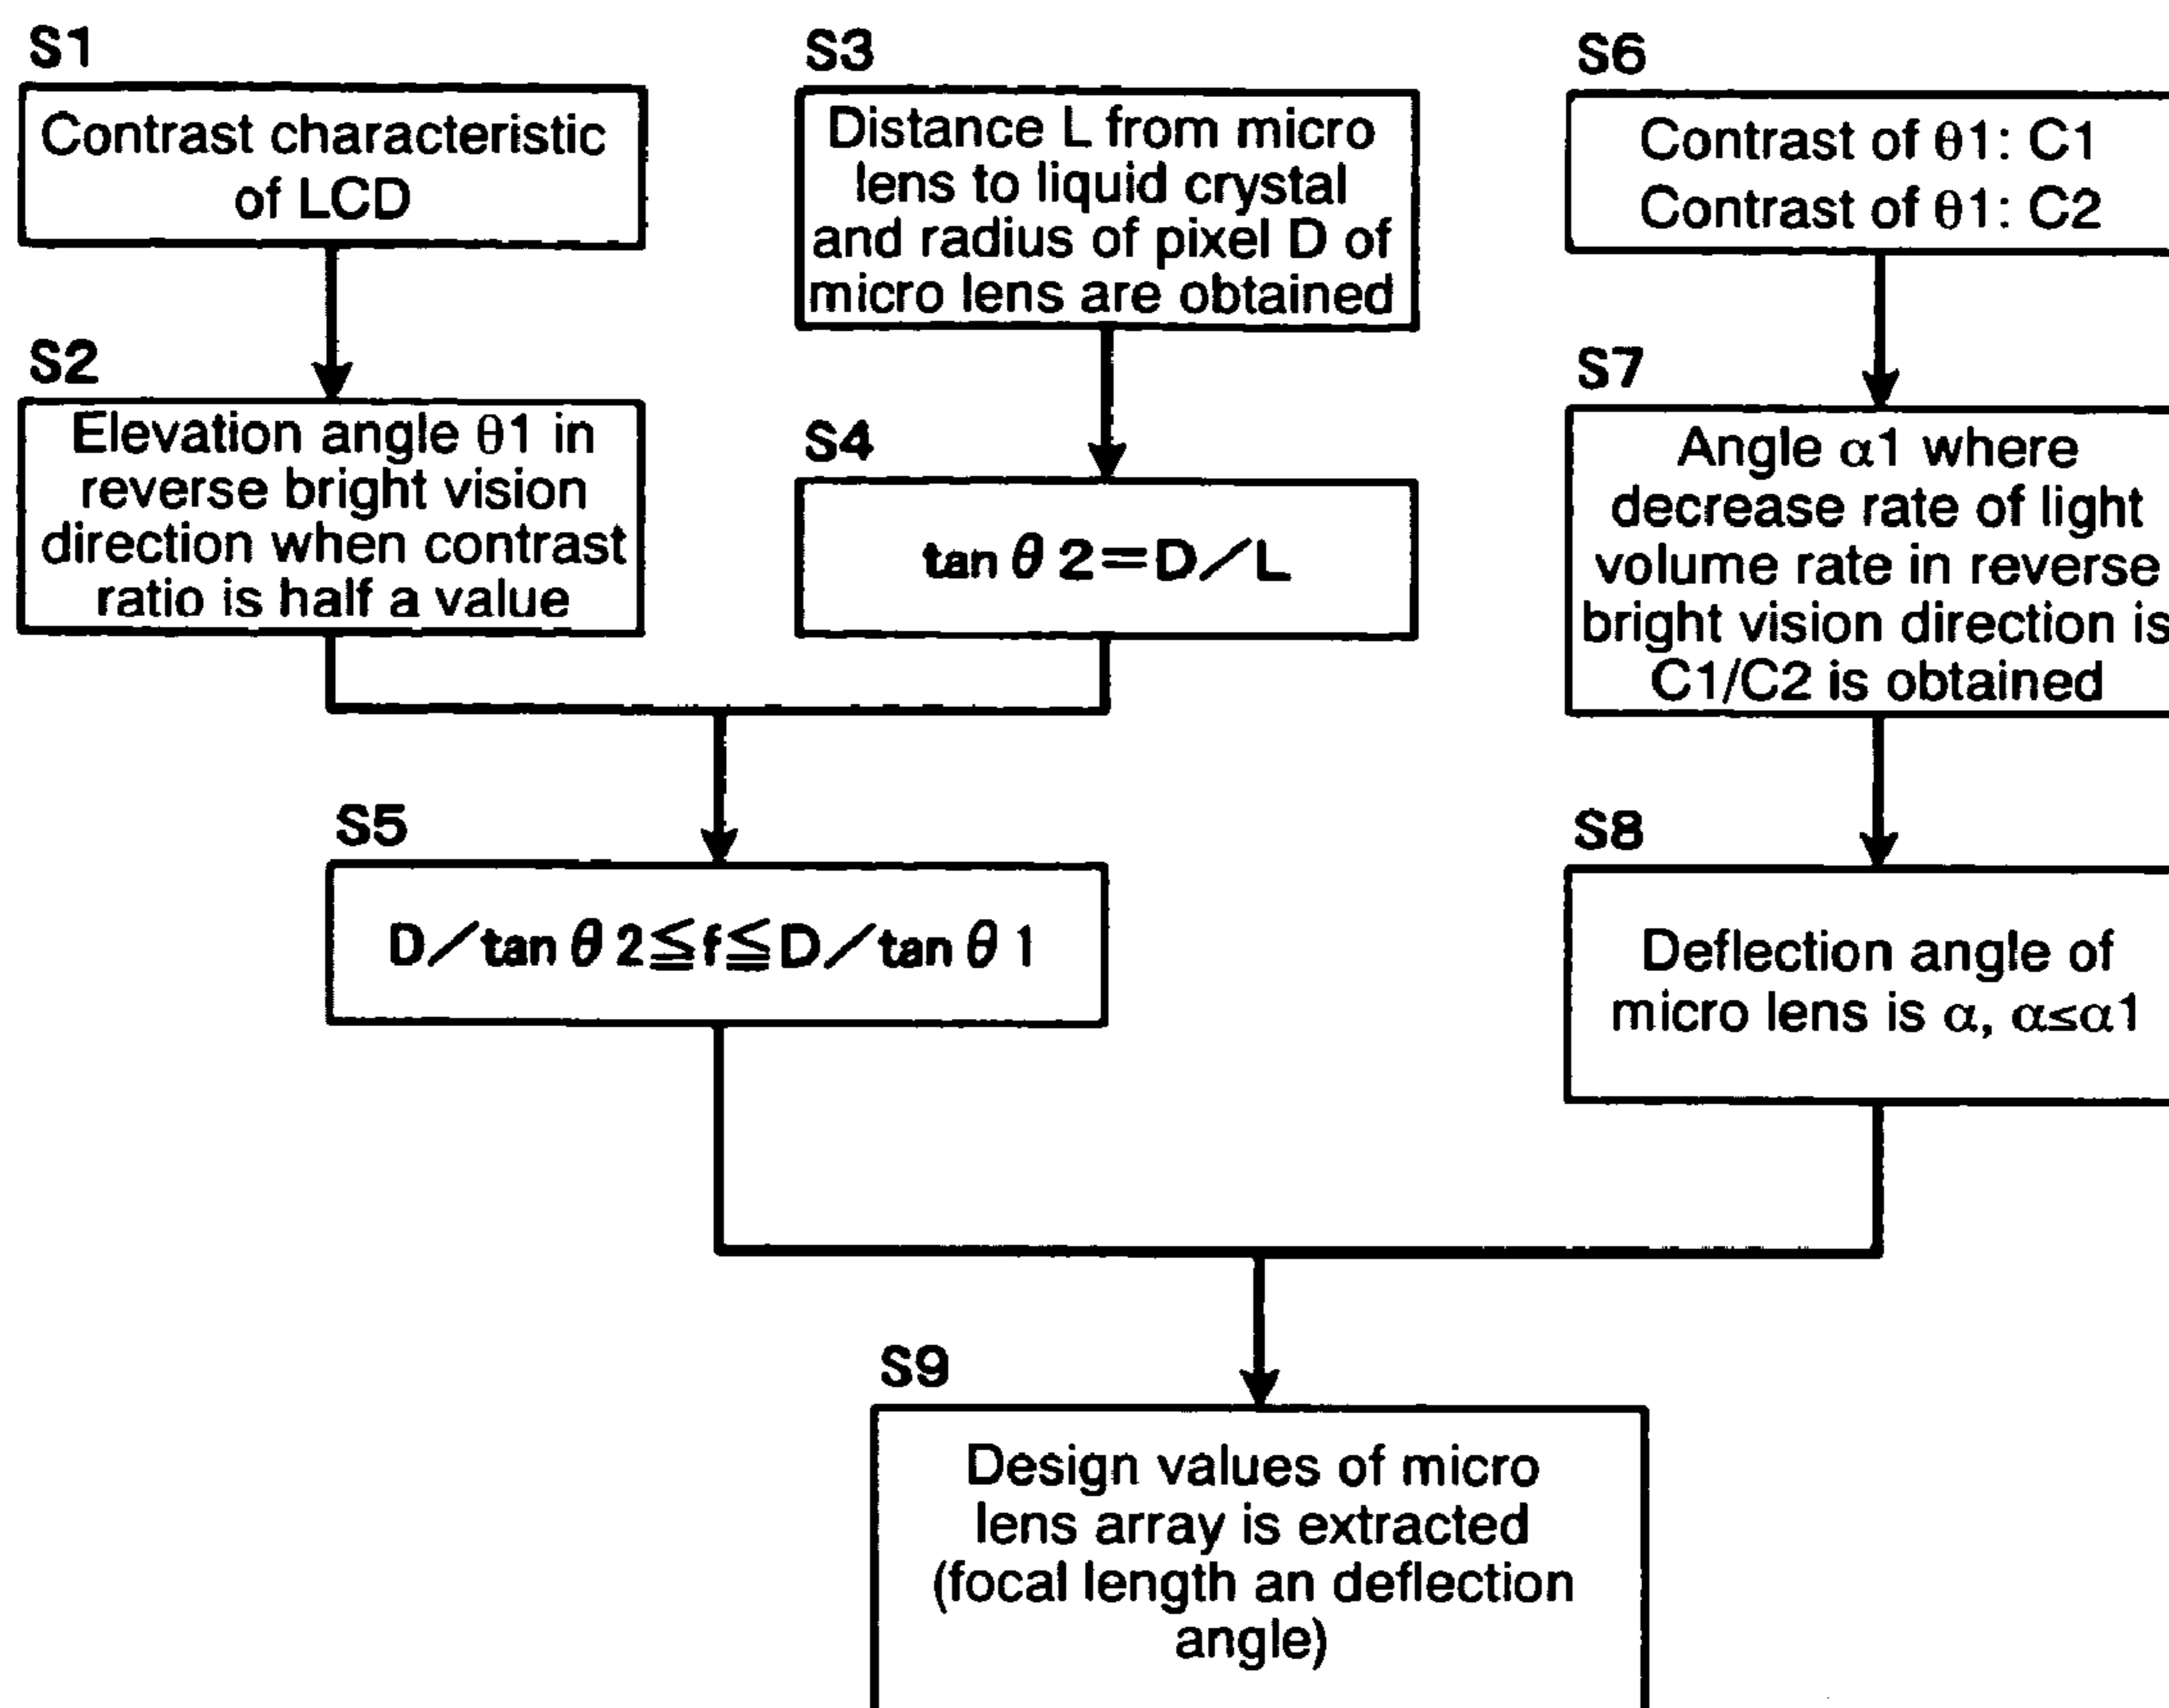 S1
Contrast characteristic
of LCD
S2
Elevation angle θ1 in
reverse bright vision
direction when contrast
ratio is half a value
S3
Distance L from micro
lens to liquid crystal
and radius of pixel D of
micro lens are obtained
S4
tan θ 2=D/L
S5
D/tan θ 2≦f≦D/tan θ 1
S6
Contrast of θ1: C1
Contrast of θ1: C2
S7
Angle α1 where
decrease rate of light
volume rate in reverse
bright vision direction is
C1/C2 is obtained
S8
Deflection angle of
micro lens is α, α≤α1
S9
Design values of micro
lens array is extracted
(focal length an deflection
angle)